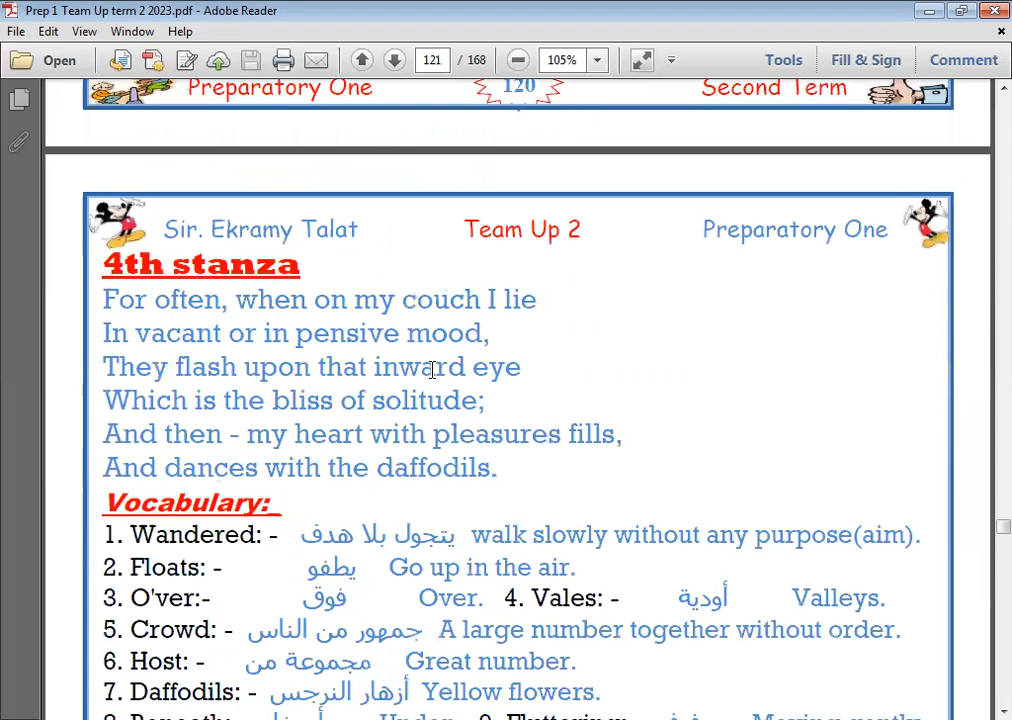 Prep 1 Team Up term 2 2023.pdf - Adobe Reader
File Edit View Window Help
Open 121 / 168 105% Tools Fill & Sign Comment
Preparatory One 120 Second Term
Sir. Ekramy Talat Team Up 2 Preparatory One
4th stanza
For often, when on my couch I lie
In vacant or in pensive mood,
They flash upon that inward eye
Which is the bliss of solitude;
And then - my heart with pleasures fills,
And dances with the daffodils.
Vocabulary:_
1. Wandered: - يتجول بلا هدف walk slowly without any purpose(aim).
2. Floats: - يطفو Go up in the air.
3. O'ver:- فوق Over. 4. Vales: - أودية Valleys.
5. Crowd: - جمهور من الناس A large number together without order.
6. Host: - مجموعة من Great number.
7. Daffodils: - أزهار النرجس Yellow flowers.